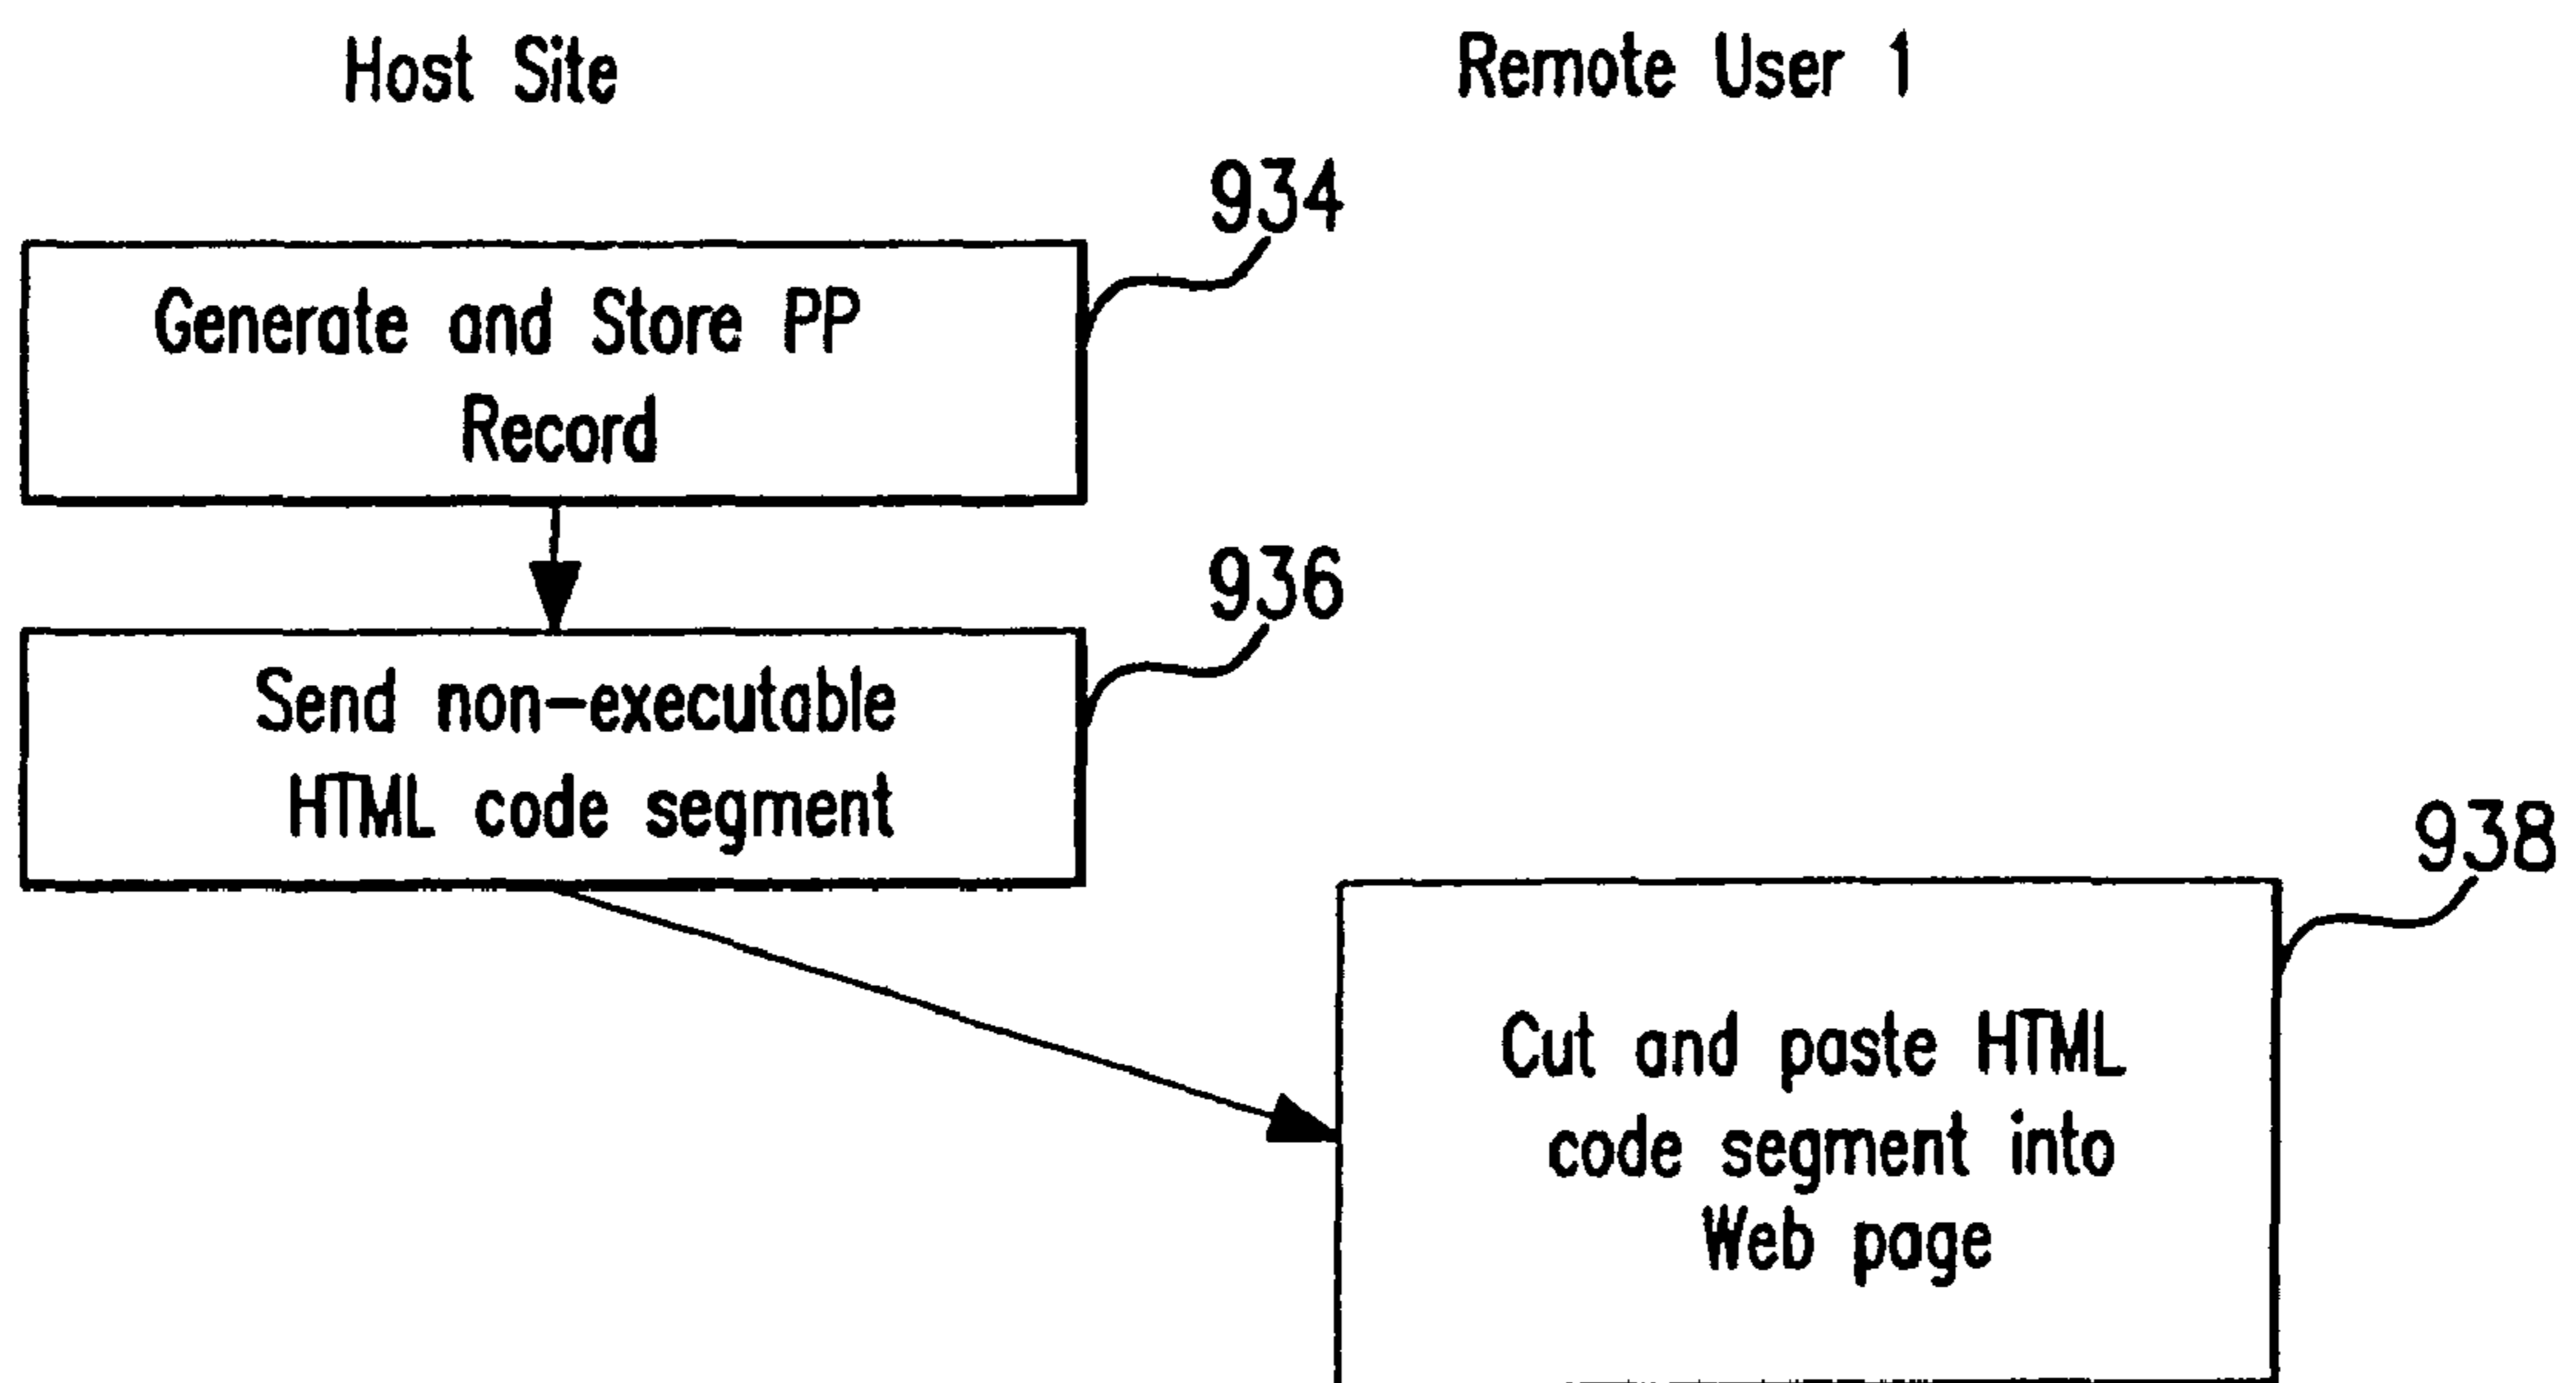 Host Site
Remote User 1
934
Generate and Store PP
Record
936
Send non-executable
HTML code segment
938
Cut and paste HTML
code segment into
Web page